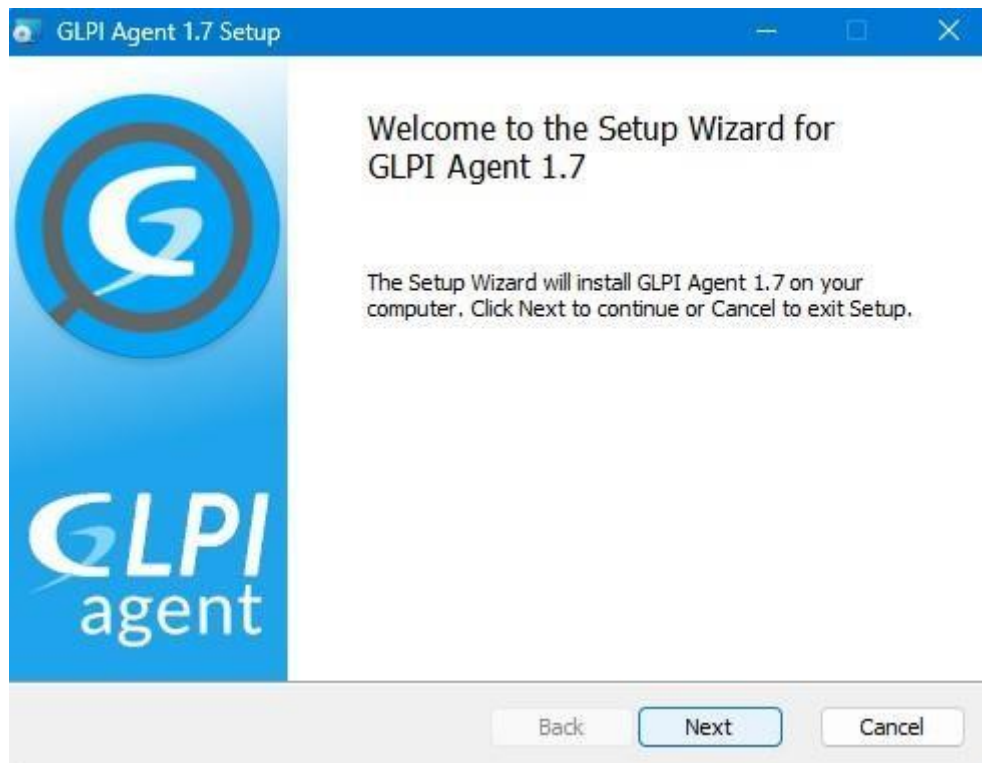 GLPI Agent 1.7 Setup
Welcome to the Setup Wizard for
GLPI Agent 1.7
The Setup Wizard will install GLPI Agent 1.7 on your
computer. Click Next to continue or Cancel to exit Setup.
GLPI
agent
Back
Next
Cancel